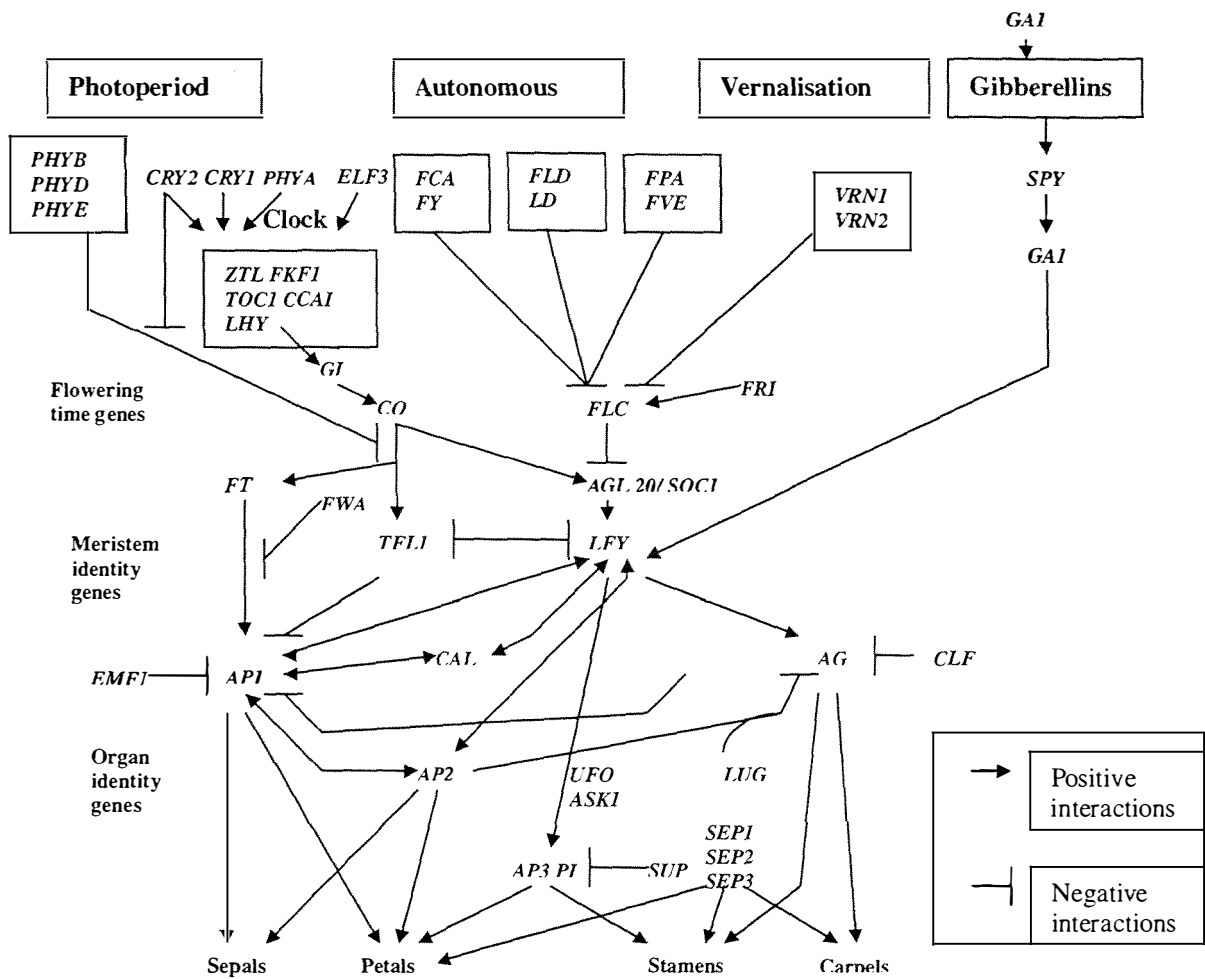 GA1
Photoperiod
Autonomous
Vernalisation
Gibberellins
PHYB
PHYD
PHYE
CRY2 CRY1 PHYA ELF3
Clock
FCA
FY
FLD
LD
FPA
FVE
VRN1
VRN2
SPY
GA1
ZTL FKF1
TOC1 CCA1
LHY
GI
Flowering
time genes
CO
FLC
FRI
FT
FWA
AGL 20/ SOC1
Meristem
identity
genes
TFL1
LFY
EMF1
AP1
CAL
AG
CLF
Organ
identity
genes
AP2
UFO
ASK1
LUG
SEP1
SEP2
SEP3
AP3 PI
SUP
Positive
interactions
Negative
interactions
Sepals
Petals
Stamens
Carpels